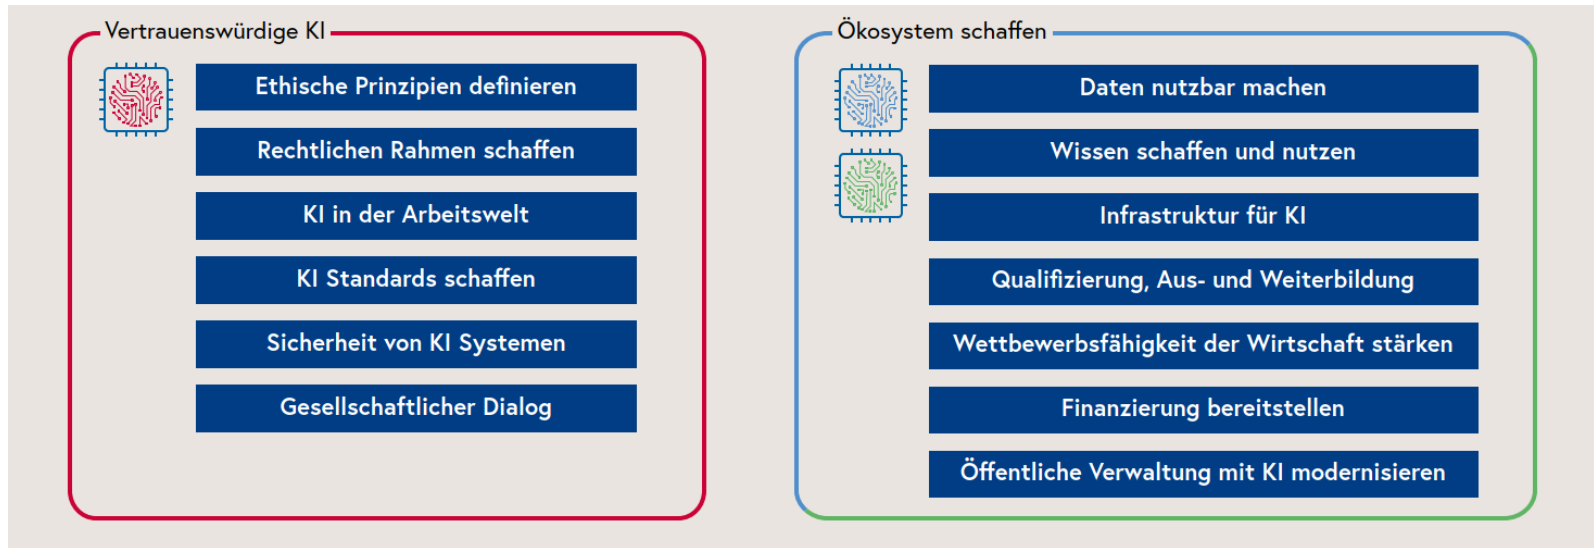 Vertrauenswürdige KI
Ethische Prinzipien definieren
Rechtlichen Rahmen schaffen
KI in der Arbeitswelt
KI Standards schaffen
Sicherheit von KI Systemen
Gesellschaftlicher Dialog
Ökosystem schaffen
Daten nutzbar machen
Wissen schaffen und nutzen
Infrastruktur für KI
Qualifizierung, Aus- und Weiterbildung
Wettbewerbsfähigkeit der Wirtschaft stärken
Finanzierung bereitstellen
Öffentliche Verwaltung mit KI modernisieren